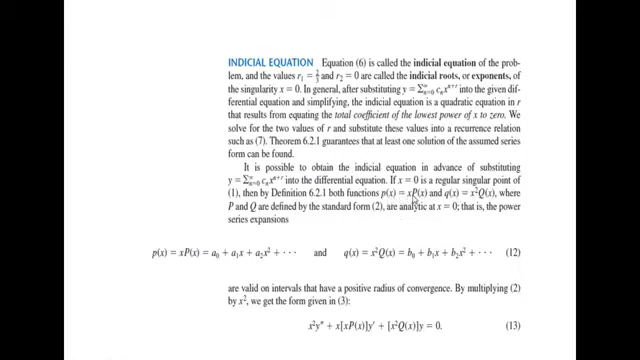 INDICIAL EQUATION Equation (6) is called the indicial equation of the prob-
lem, and the values r₁ = 2/3 and r₂ = 0 are called the indicial roots, or exponents, of
the singularity x = 0. In general, after substituting y = Σₙ₌₀^∞ cₙxⁿ⁺ʳ into the given dif-
ferential equation and simplifying, the indicial equation is a quadratic equation in r
that results from equating the total coefficient of the lowest power of x to zero. We
solve for the two values of r and substitute these values into a recurrence relation
such as (7). Theorem 6.2.1 guarantees that at least one solution of the assumed series
form can be found.
It is possible to obtain the indicial equation in advance of substituting
y = Σₙ₌₀^∞ cₙxⁿ⁺ʳ into the differential equation. If x = 0 is a regular singular point of
(1), then by Definition 6.2.1 both functions p(x) = xP(x) and q(x) = x²Q(x), where
P and Q are defined by the standard form (2), are analytic at x = 0; that is, the power
series expansions
p(x) = xP(x) = a₀ + a₁x + a₂x² + · · · and q(x) = x²Q(x) = b₀ + b₁x + b₂x² + · · · (12)
are valid on intervals that have a positive radius of convergence. By multiplying (2)
by x², we get the form given in (3):
x²y″ + x[xP(x)]y′ + [x²Q(x)]y = 0. (13)